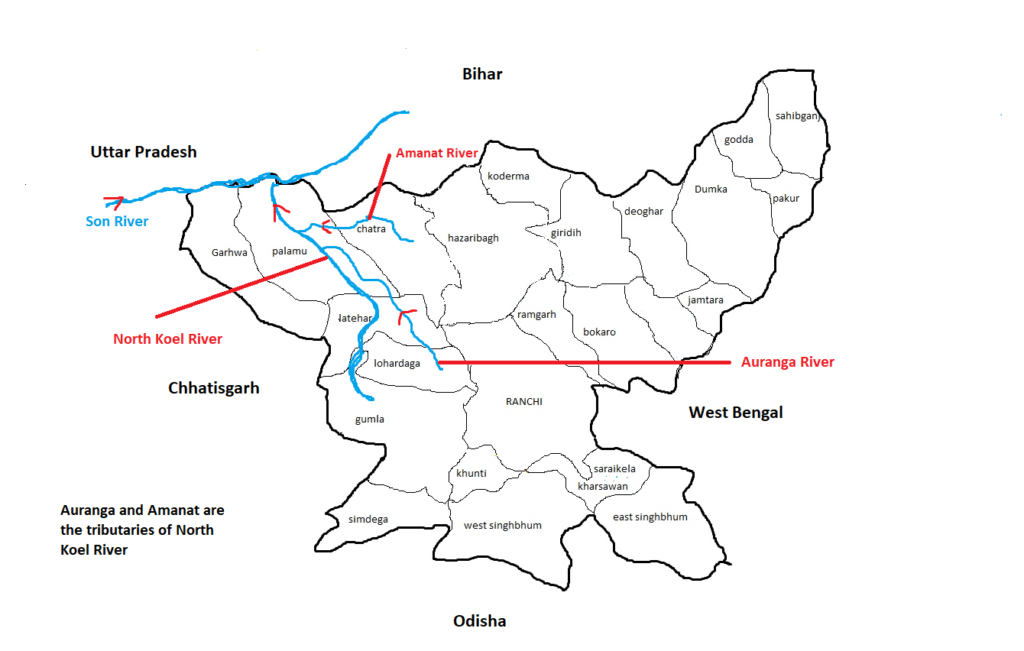 Bihar
sahibganj
godda
Uttar Pradesh
Amanat River
koderma
Dumka
pakur
deoghar
Son River
chatra
hazaribagh
giridih
Garhwa
palamu
jamtara
latehar
ramgarh
bokaro
North Koel River
lohardaga
Auranga River
Chhatisgarh
RANCHI
West Bengal
gumla
khunti
saraikela
kharsawan
Auranga and Amanat are
the tributaries of North
Koel River
simdega
west singhbhum
east singhbhum
Odisha